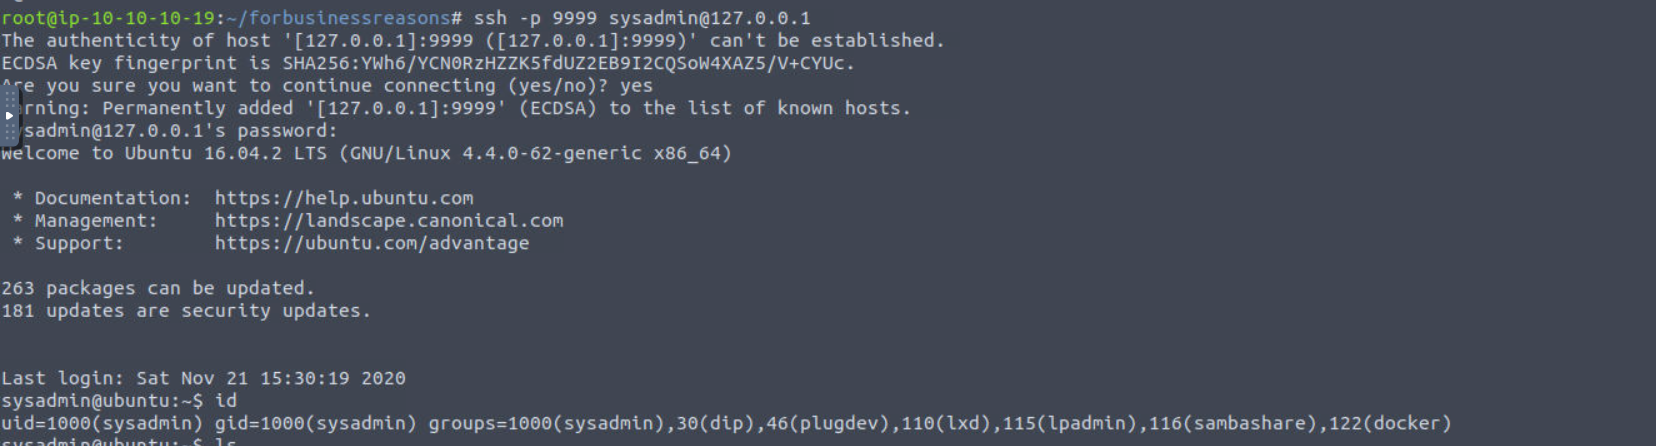 root@ip-10-10-10-19:~/forbusinessreasons# ssh -p 9999 sysadmin@127.0.0.1
The authenticity of host '[127.0.0.1]:9999 ([127.0.0.1]:9999)' can't be established.
ECDSA key fingerprint is SHA256:YWh6/YCN0RzHZZK5fdUZ2EB9I2CQSoW4XAZ5/V+CYUc.
Are you sure you want to continue connecting (yes/no)? yes
arning: Permanently added '[127.0.0.1]:9999' (ECDSA) to the list of known hosts.
ysadmin@127.0.0.1's password:
Welcome to Ubuntu 16.04.2 LTS (GNU/Linux 4.4.0-62-generic x86_64)
* Documentation:  https://help.ubuntu.com
* Management:     https://landscape.canonical.com
* Support:        https://ubuntu.com/advantage
263 packages can be updated.
181 updates are security updates.
Last login: Sat Nov 21 15:30:19 2020
sysadmin@ubuntu:~$ id
uid=1000(sysadmin) gid=1000(sysadmin) groups=1000(sysadmin),30(dip),46(plugdev),110(lxd),115(lpadmin),116(sambashare),122(docker)
sysadmin@ubuntu:~$ ls